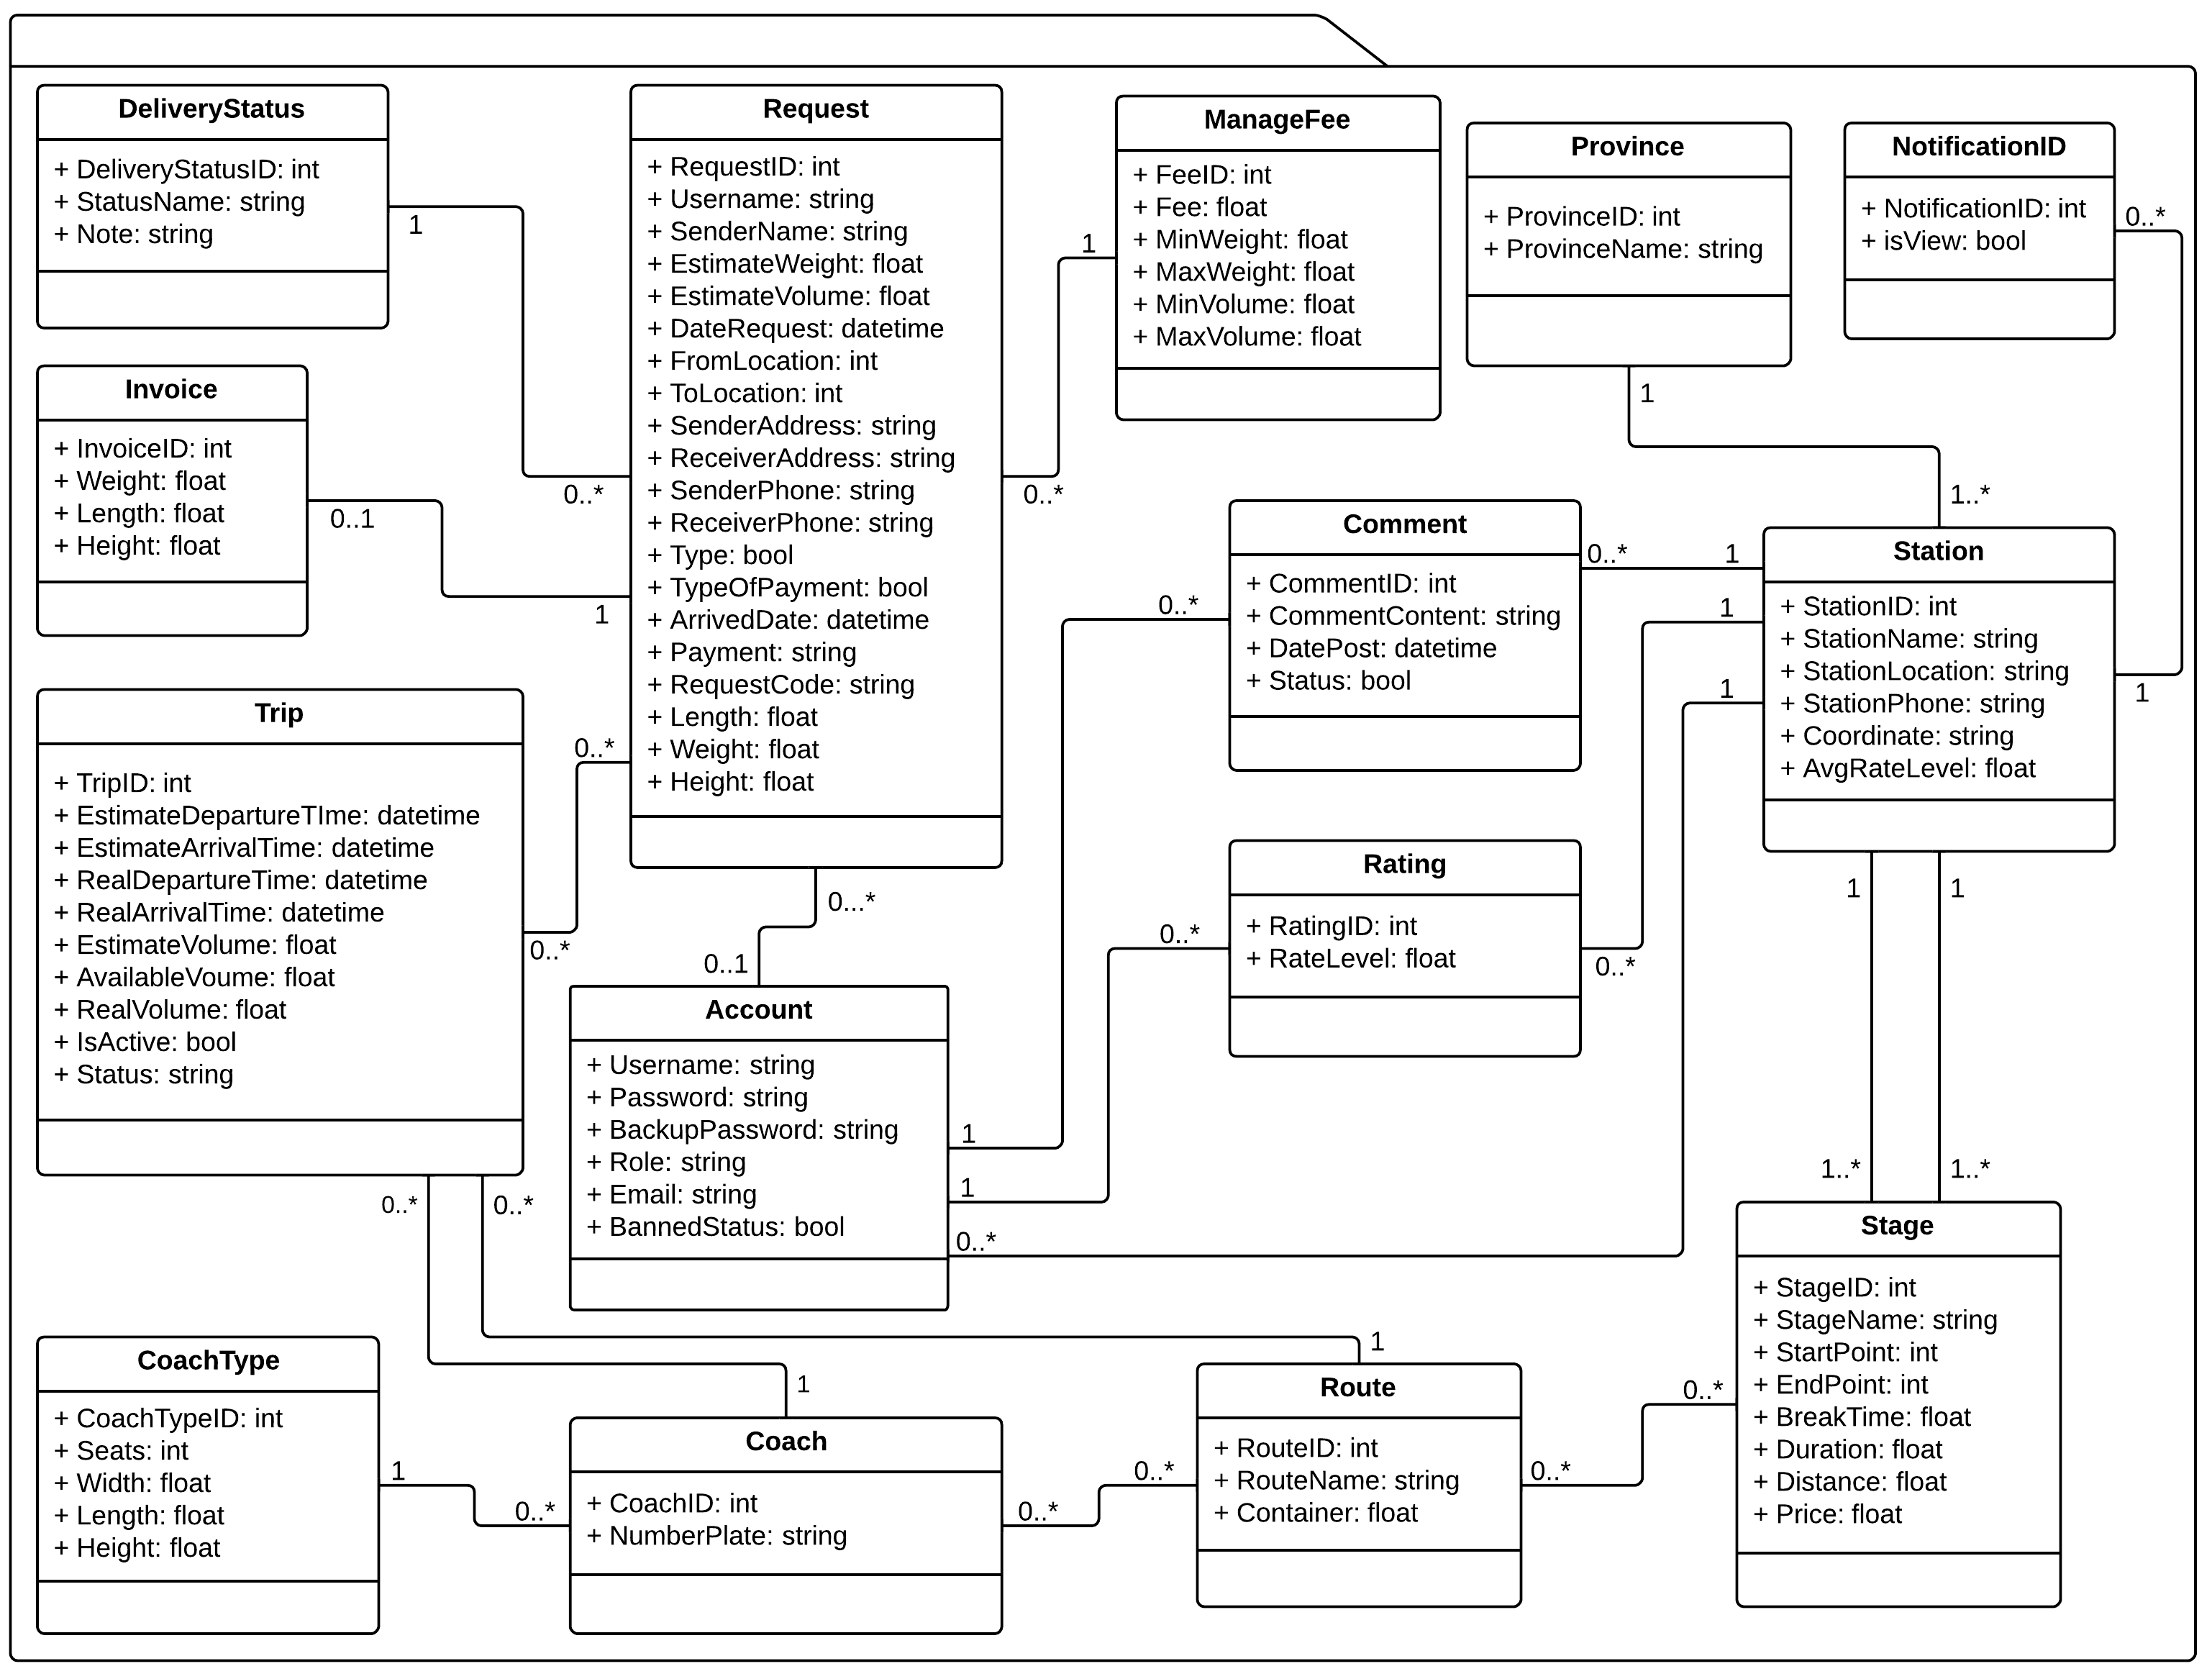 DeliveryStatus
+ DeliveryStatusID: int
+ StatusName: string
+ Note: string
1
0..*
Invoice
+ InvoiceID: int
+ Weight: float
+ Length: float
+ Height: float
0..1
1
Request
+ RequestID: int
+ Username: string
+ SenderName: string
+ EstimateWeight: float
+ EstimateVolume: float
+ DateRequest: datetime
+ FromLocation: int
+ ToLocation: int
+ SenderAddress: string
+ ReceiverAddress: string
+ SenderPhone: string
+ ReceiverPhone: string
+ Type: bool
+ TypeOfPayment: bool
+ ArrivedDate: datetime
+ Payment: string
+ RequestCode: string
+ Length: float
+ Weight: float
+ Height: float
ManageFee
+ FeeID: int
+ Fee: float
+ MinWeight: float
+ MaxWeight: float
+ MinVolume: float
+ MaxVolume: float
1
0..*
Province
+ ProvinceID: int
+ ProvinceName: string
1
1..*
NotificationID
+ NotificationID: int
+ isView: bool
0..*
1
Comment
+ CommentID: int
+ CommentContent: string
+ DatePost: datetime
+ Status: bool
0..*
1
0..*
1
1
Station
+ StationID: int
+ StationName: string
+ StationLocation: string
+ StationPhone: string
+ Coordinate: string
+ AvgRateLevel: float
Trip
+ TripID: int
+ EstimateDepartureTIme: datetime
+ EstimateArrivalTime: datetime
+ RealDepartureTime: datetime
+ RealArrivalTime: datetime
+ EstimateVolume: float
+ AvailableVoume: float
+ RealVolume: float
+ IsActive: bool
+ Status: string
0..*
0..*
0...*
0..1
Rating
+ RatingID: int
+ RateLevel: float
0..*
0..*
1
1
1..*
1..*
Account
+ Username: string
+ Password: string
+ BackupPassword: string
+ Role: string
+ Email: string
+ BannedStatus: bool
1
1
0..*
0..*
0..*
1
1
Stage
+ StageID: int
+ StageName: string
+ StartPoint: int
+ EndPoint: int
+ BreakTime: float
+ Duration: float
+ Distance: float
+ Price: float
CoachType
+ CoachTypeID: int
+ Seats: int
+ Width: float
+ Length: float
+ Height: float
1
0..*
Coach
+ CoachID: int
+ NumberPlate: string
0..*
0..*
Route
+ RouteID: int
+ RouteName: string
+ Container: float
0..*
0..*